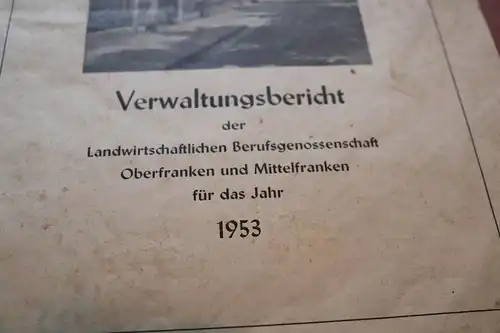 Verwaltungsbericht
der
Landwirtschaftlichen Berufsgenossenschaft
Oberfranken und Mittelfranken
für das Jahr
1953